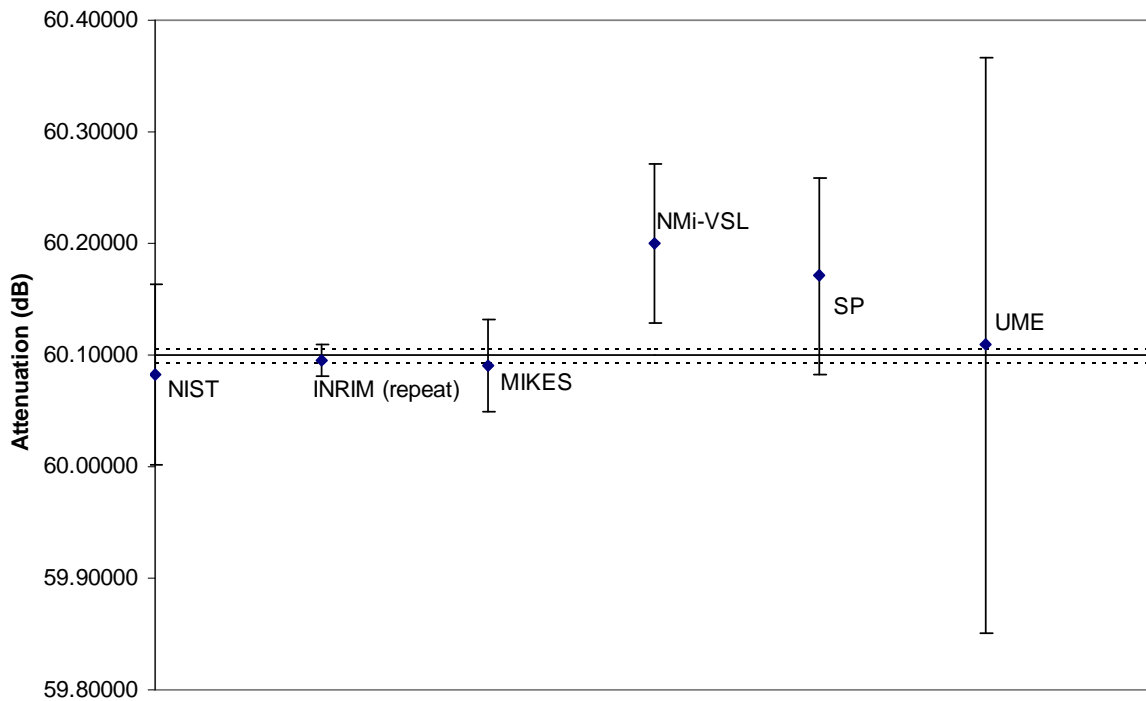 60.40000
60.30000
60.20000
60.10000
60.00000
59.90000
59.80000
Attenuation (dB)
NIST
INRIM (repeat)
MIKES
NMi-VSL
SP
UME